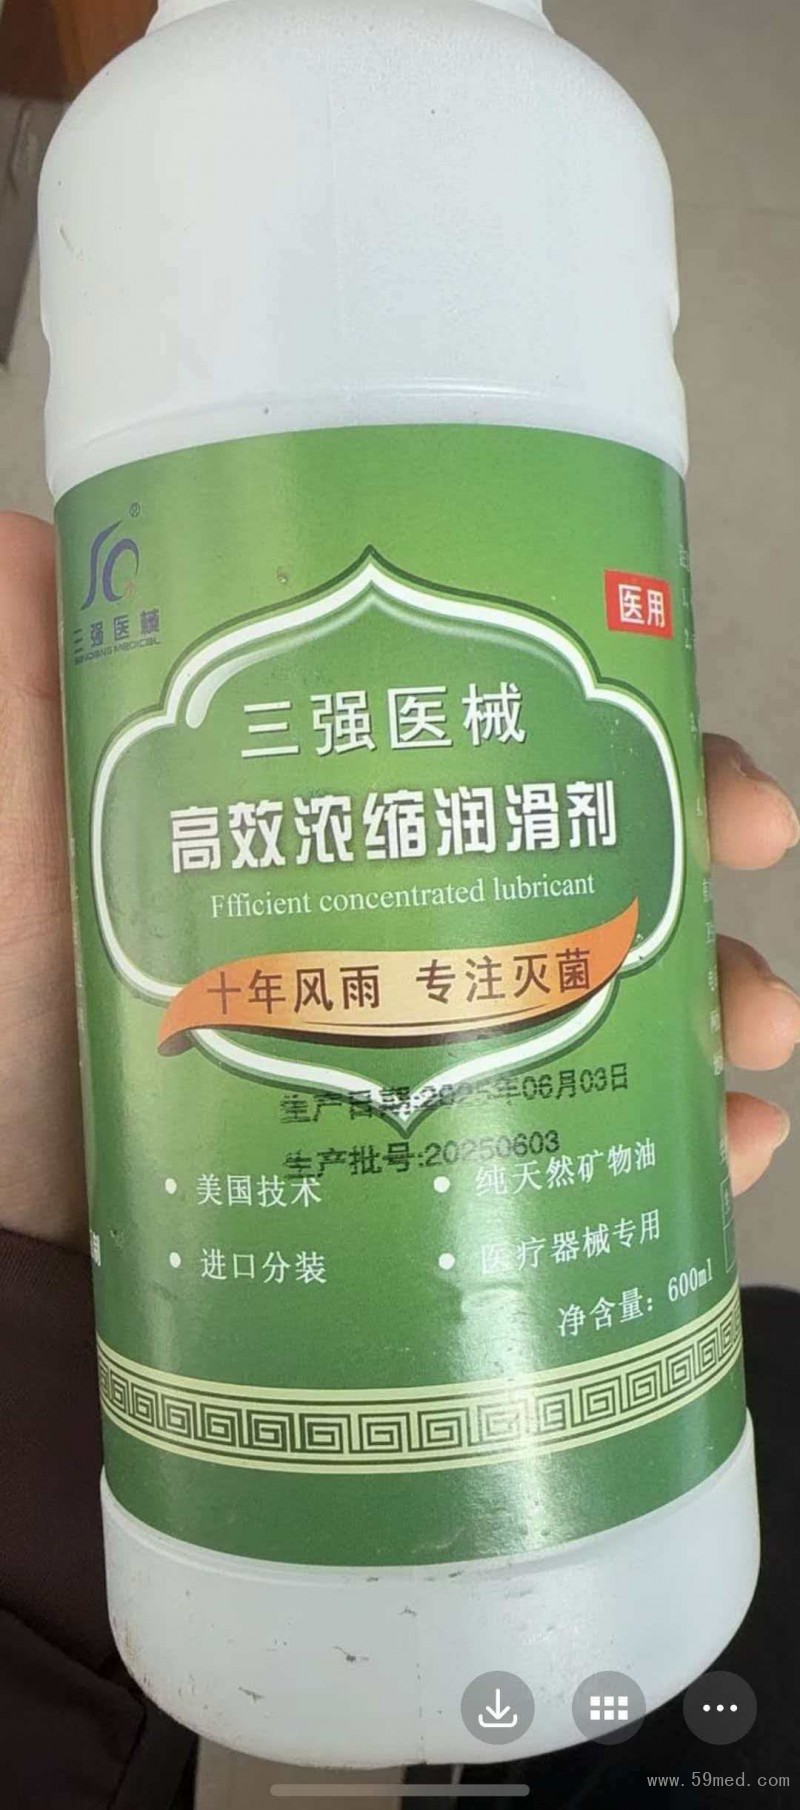 三强医械
SANQIANG MEDICAL
医用
三强医械
高效浓缩润滑剂
Ffficient concentrated lubricant
十年风雨 专注灭菌
生产日期:2025年06月03日
生产批号:20250603
• 美国技术
• 纯天然矿物油
• 进口分装
• 医疗器械专用
净含量：600ml
www.59med.com